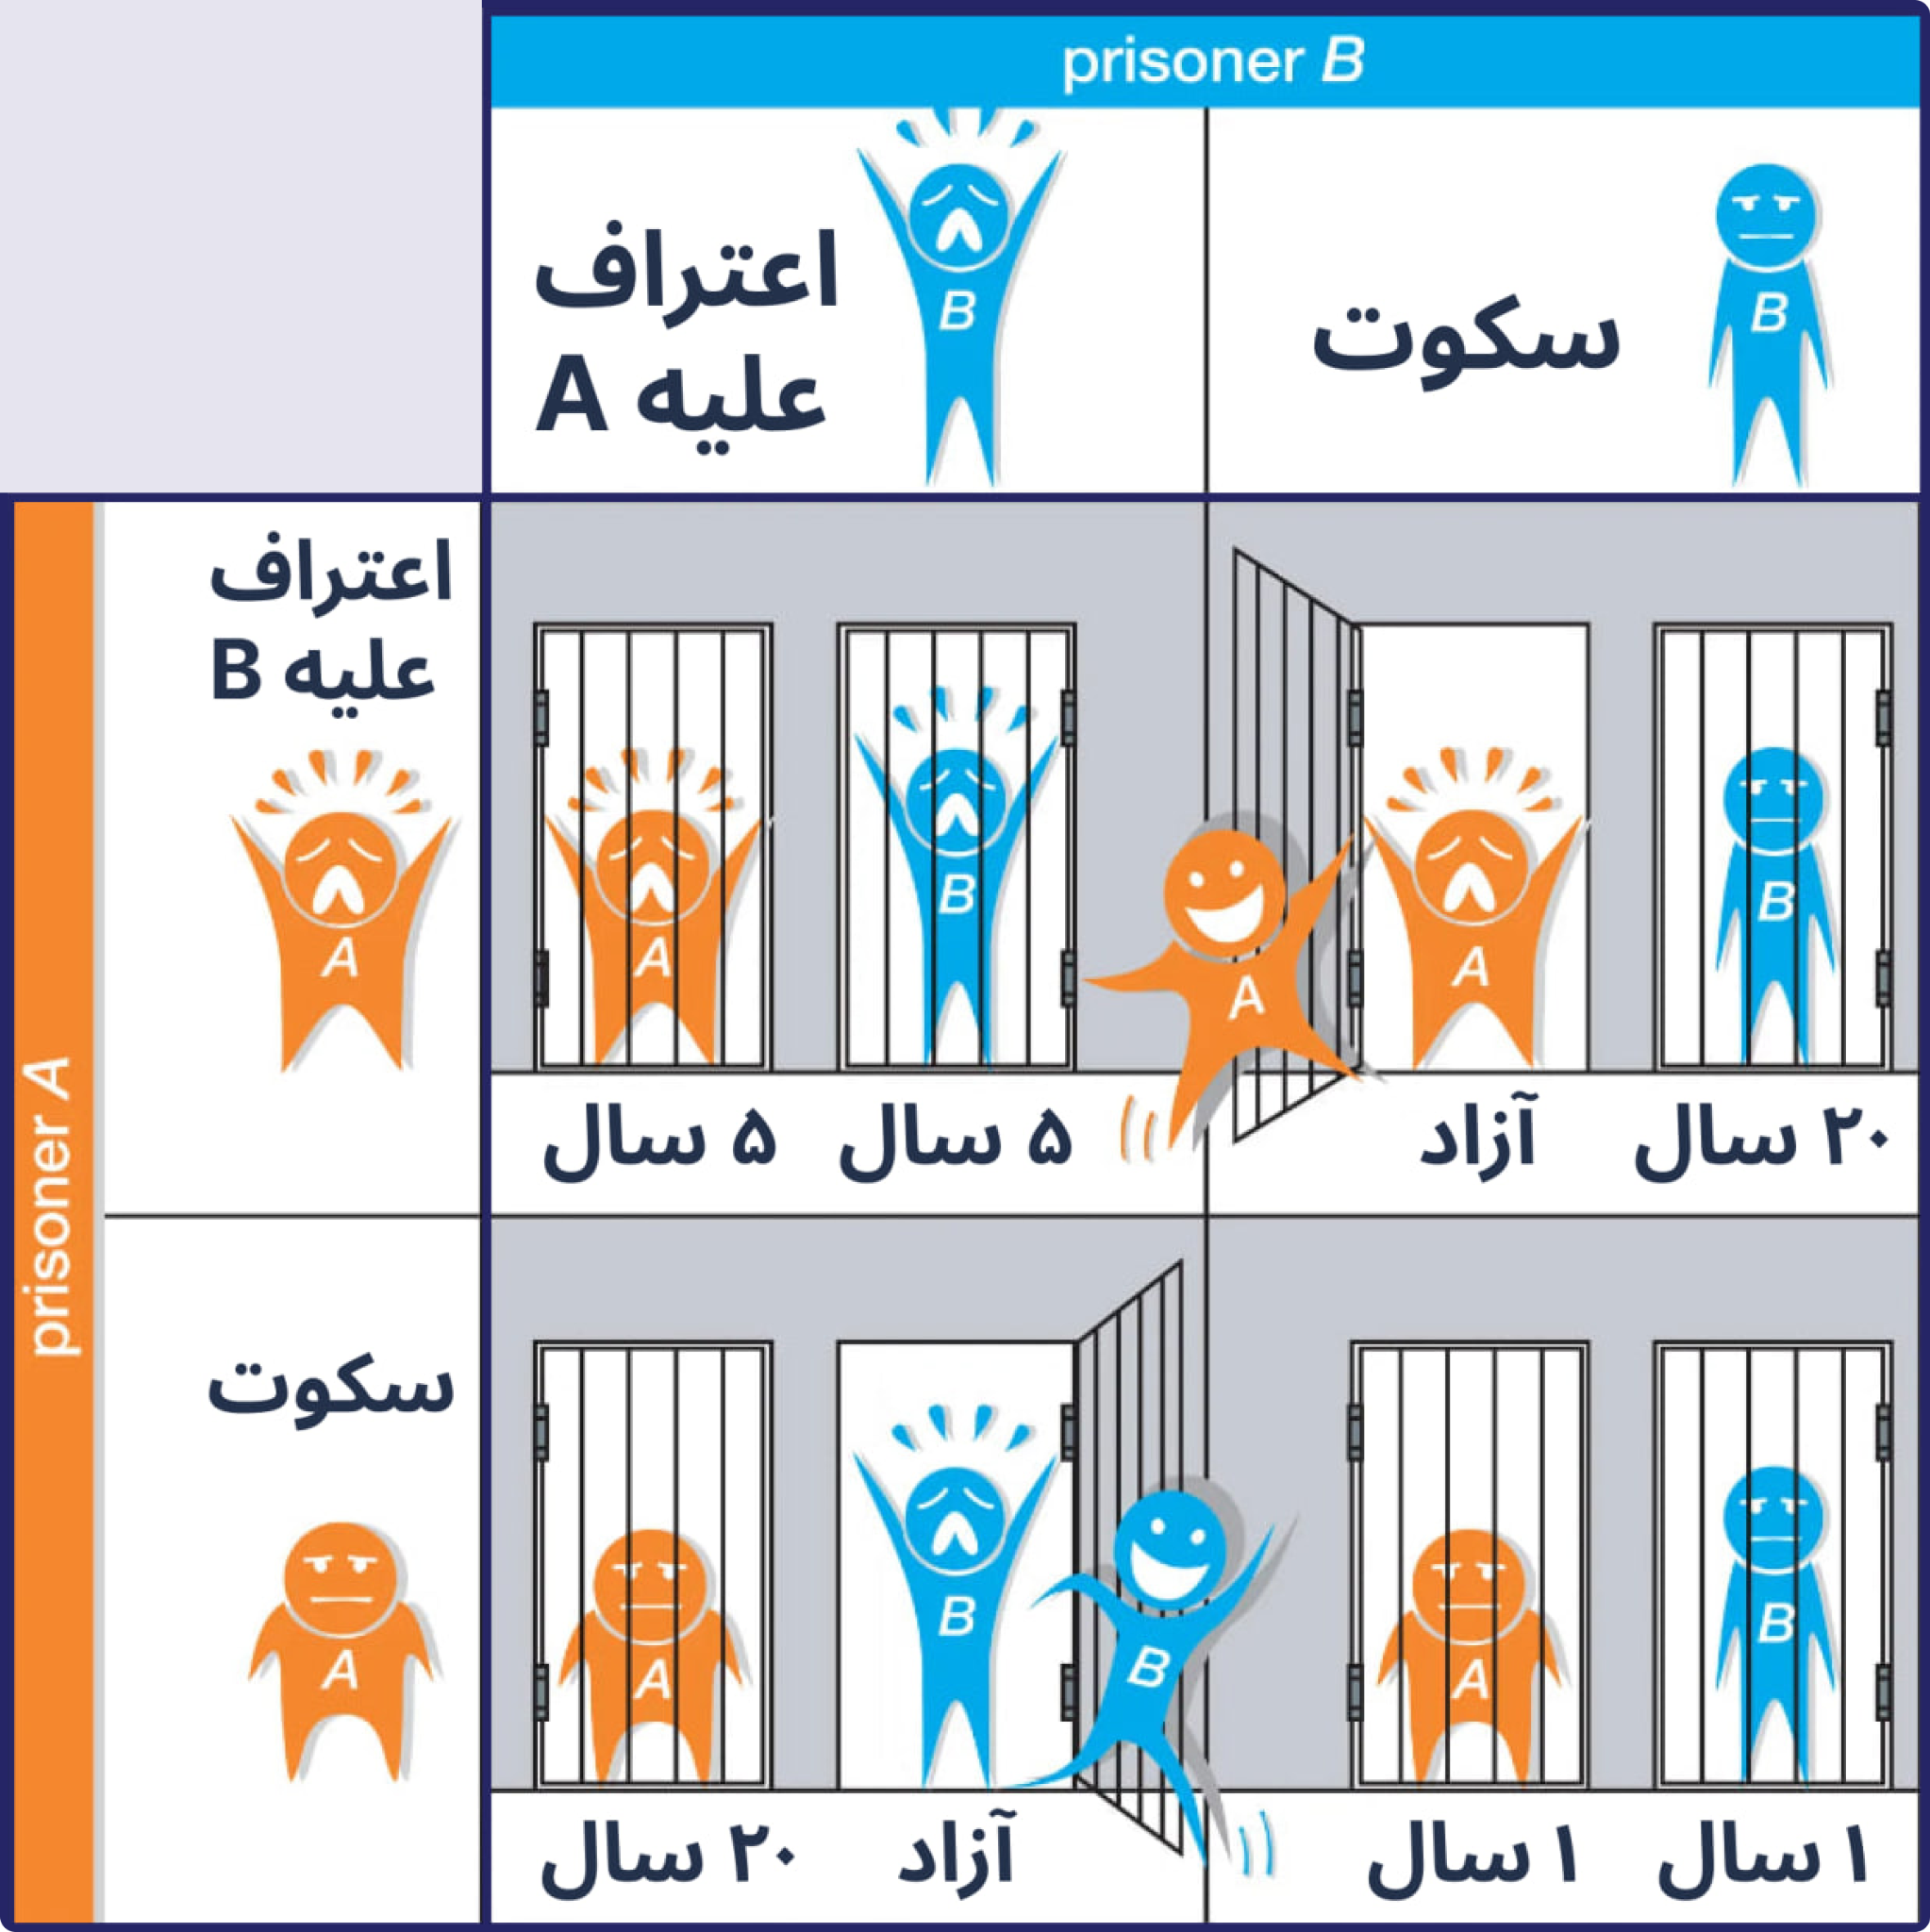 prisoner B
اعتراف
علیه A
B
سکوت
B
prisoner A
اعتراف
علیه B
A
A
B
A
A
B
۵ سال
۵ سال
آزاد
۲۰ سال
سکوت
A
A
B
B
A
B
۲۰ سال
آزاد
۱ سال
۱ سال